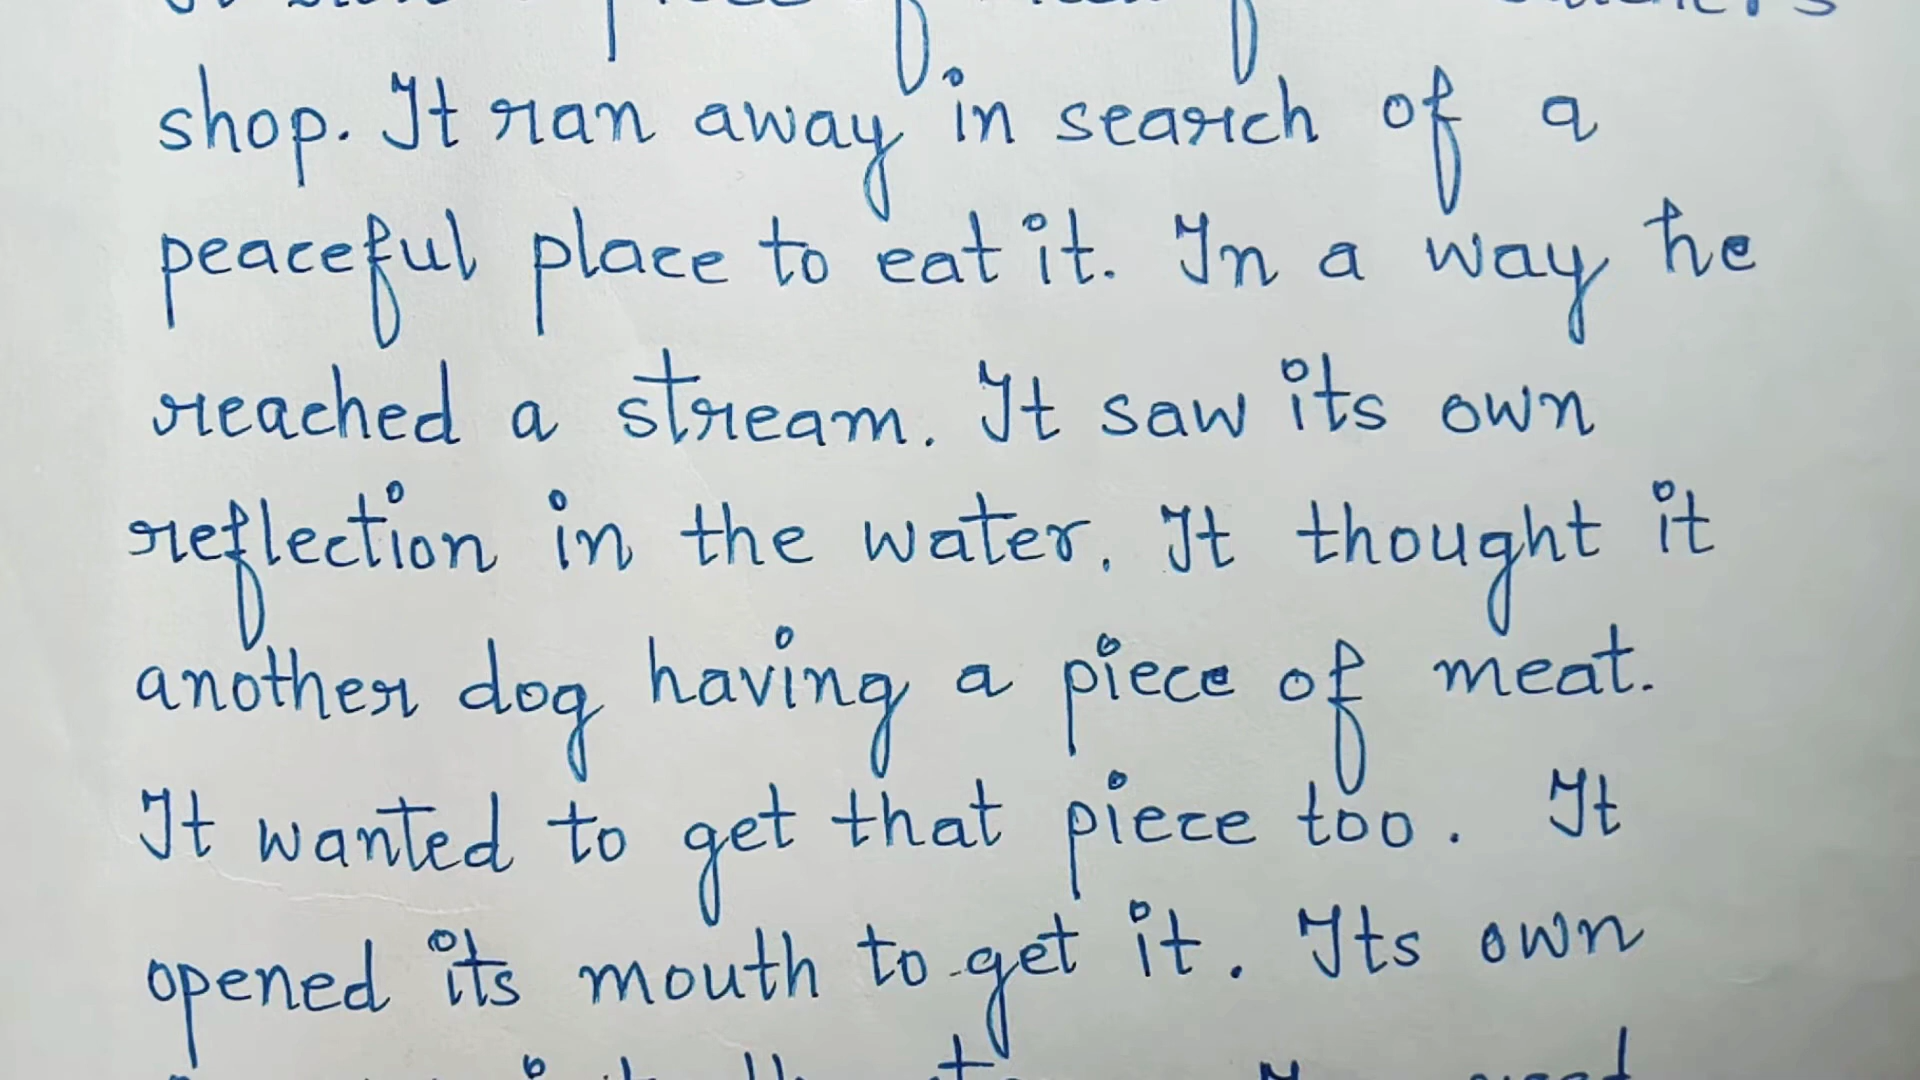 shop. It ran away in search of a
peaceful place to eat it. In a way he
reached a stream. It saw its own
reflection in the water. It thought it
another dog having a piece of meat.
It wanted to get that piece too. It
opened its mouth to get it. Its own